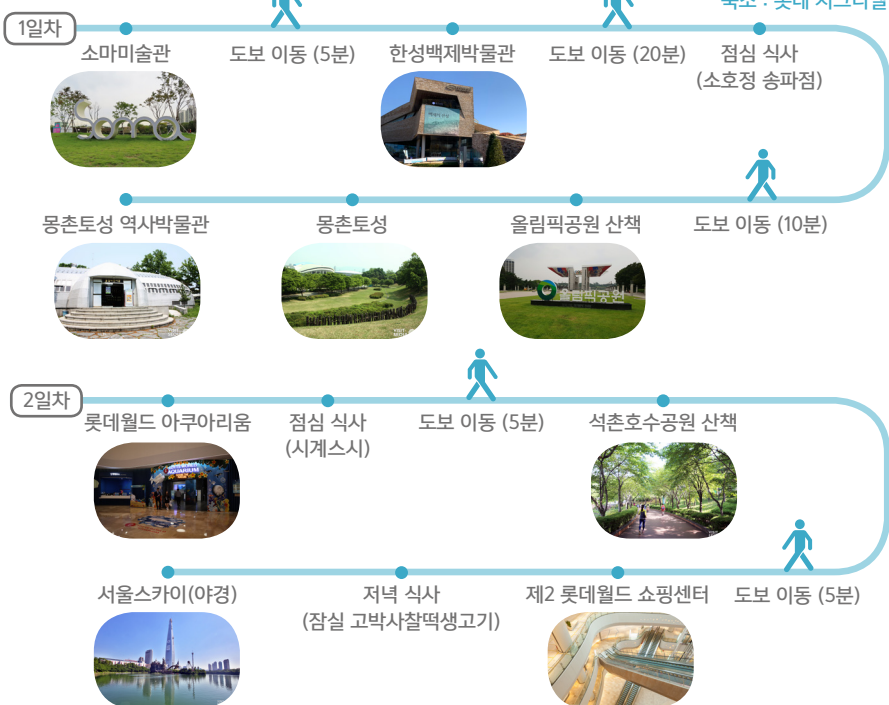 1일차
소마미술관
도보 이동 (5분)
한성백제박물관
도보 이동 (20분)
점심 식사
(소호정 송파점)
Soma
도보 이동 (10분)
올림픽공원 산책
몽촌토성
몽촌토성 역사박물관
올림픽공원
2일차
롯데월드 아쿠아리움
점심 식사
(시계스시)
도보 이동 (5분)
석촌호수공원 산책
AQUARIUM
도보 이동 (5분)
제2 롯데월드 쇼핑센터
저녁 식사
(잠실 고박사찰떡생고기)
서울스카이(야경)